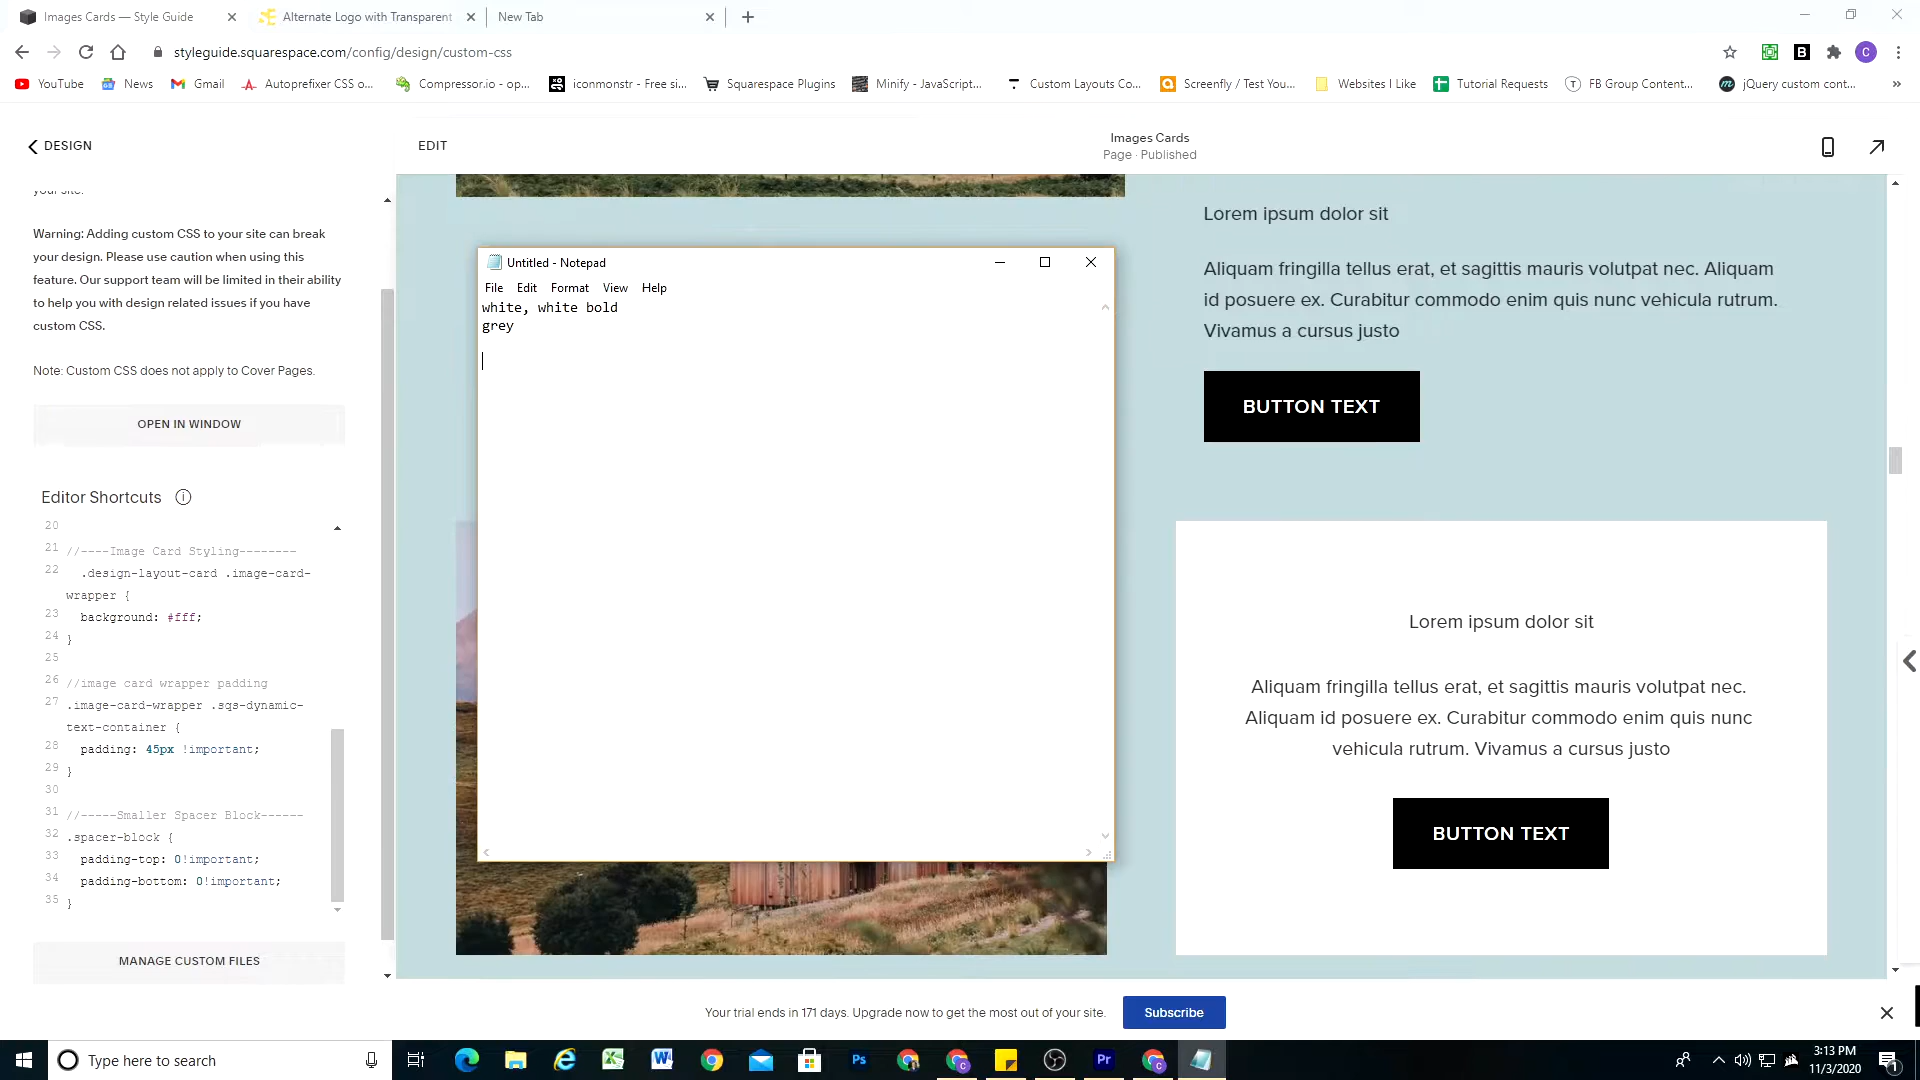 Images Cards — Style Guide
Alternate Logo with Transparent
New Tab
styleguide.squarespace.com/config/design/custom-css
B
C
YouTube
News
Gmail
Autoprefixer CSS o...
Compressor.io - op...
iconmonstr - Free si...
Squarespace Plugins
Minify - JavaScript...
Custom Layouts Co...
Screenfly / Test You...
Websites I Like
Tutorial Requests
FB Group Content...
jQuery custom cont...
DESIGN
EDIT
Images Cards
Page · Published
your site.
Warning: Adding custom CSS to your site can break
your design. Please use caution when using this
feature. Our support team will be limited in their ability
to help you with design related issues if you have
custom CSS.
Note: Custom CSS does not apply to Cover Pages.
OPEN IN WINDOW
Editor Shortcuts
20
21 //----Image Card Styling--------
22 .design-layout-card .image-card-
wrapper {
23 background: #fff;
24 }
25
26 //image card wrapper padding
27 .image-card-wrapper .sqs-dynamic-
text-container {
28 padding: 45px !important;
29 }
30
31 //-----Smaller Spacer Block------
32 .spacer-block {
33 padding-top: 0!important;
34 padding-bottom: 0!important;
35 }
MANAGE CUSTOM FILES
Untitled - Notepad
File Edit Format View Help
white, white bold
grey
Lorem ipsum dolor sit
Aliquam fringilla tellus erat, et sagittis mauris volutpat nec. Aliquam
id posuere ex. Curabitur commodo enim quis nunc vehicula rutrum.
Vivamus a cursus justo
BUTTON TEXT
Lorem ipsum dolor sit
Aliquam fringilla tellus erat, et sagittis mauris volutpat nec.
Aliquam id posuere ex. Curabitur commodo enim quis nunc
vehicula rutrum. Vivamus a cursus justo
BUTTON TEXT
Your trial ends in 171 days. Upgrade now to get the most out of your site.
Subscribe
Type here to search
Ps
Pr
3:13 PM
11/3/2020
1